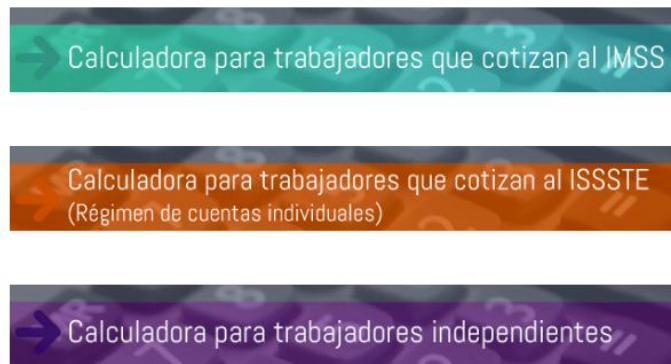 Calculadora para trabajadores que cotizan al IMSS
Calculadora para trabajadores que cotizan al ISSSTE
(Régimen de cuentas individuales)
Calculadora para trabajadores independientes